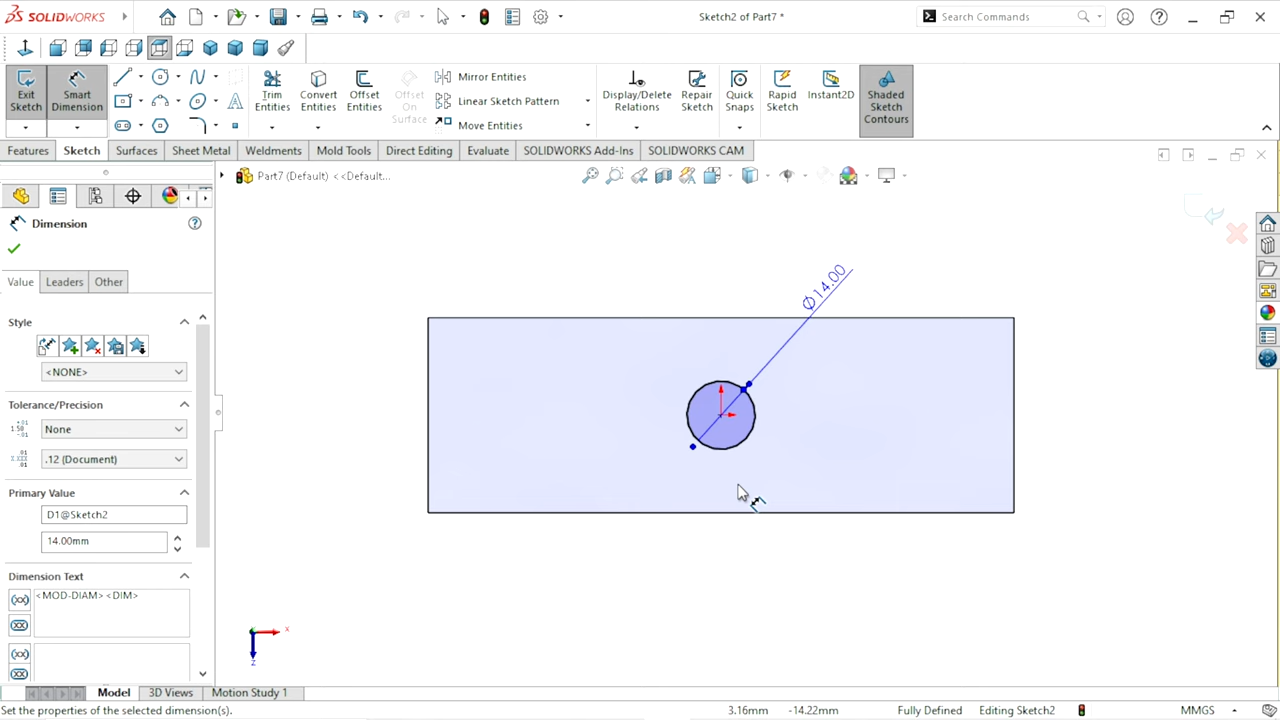 SOLIDWORKS
Sketch2 of Part7 *
Search Commands
Exit Sketch
Smart Dimension
Trim Entities
Convert Entities
Offset Entities
Offset On Surface
Mirror Entities
Linear Sketch Pattern
Move Entities
Display/Delete Relations
Repair Sketch
Quick Snaps
Rapid Sketch
Instant2D
Shaded Sketch Contours
Features
Sketch
Surfaces
Sheet Metal
Weldments
Mold Tools
Direct Editing
Evaluate
SOLIDWORKS Add-Ins
SOLIDWORKS CAM
Part7 (Default) <<Default...
Dimension
Value
Leaders
Other
Style
<NONE>
Tolerance/Precision
None
.12 (Document)
Primary Value
D1@Sketch2
14.00mm
Dimension Text
<MOD-DIAM><DIM>
Ø14.00
X
Z
Model
3D Views
Motion Study 1
Set the properties of the selected dimension(s).
3.16mm
-14.22mm
Fully Defined
Editing Sketch2
MMGS